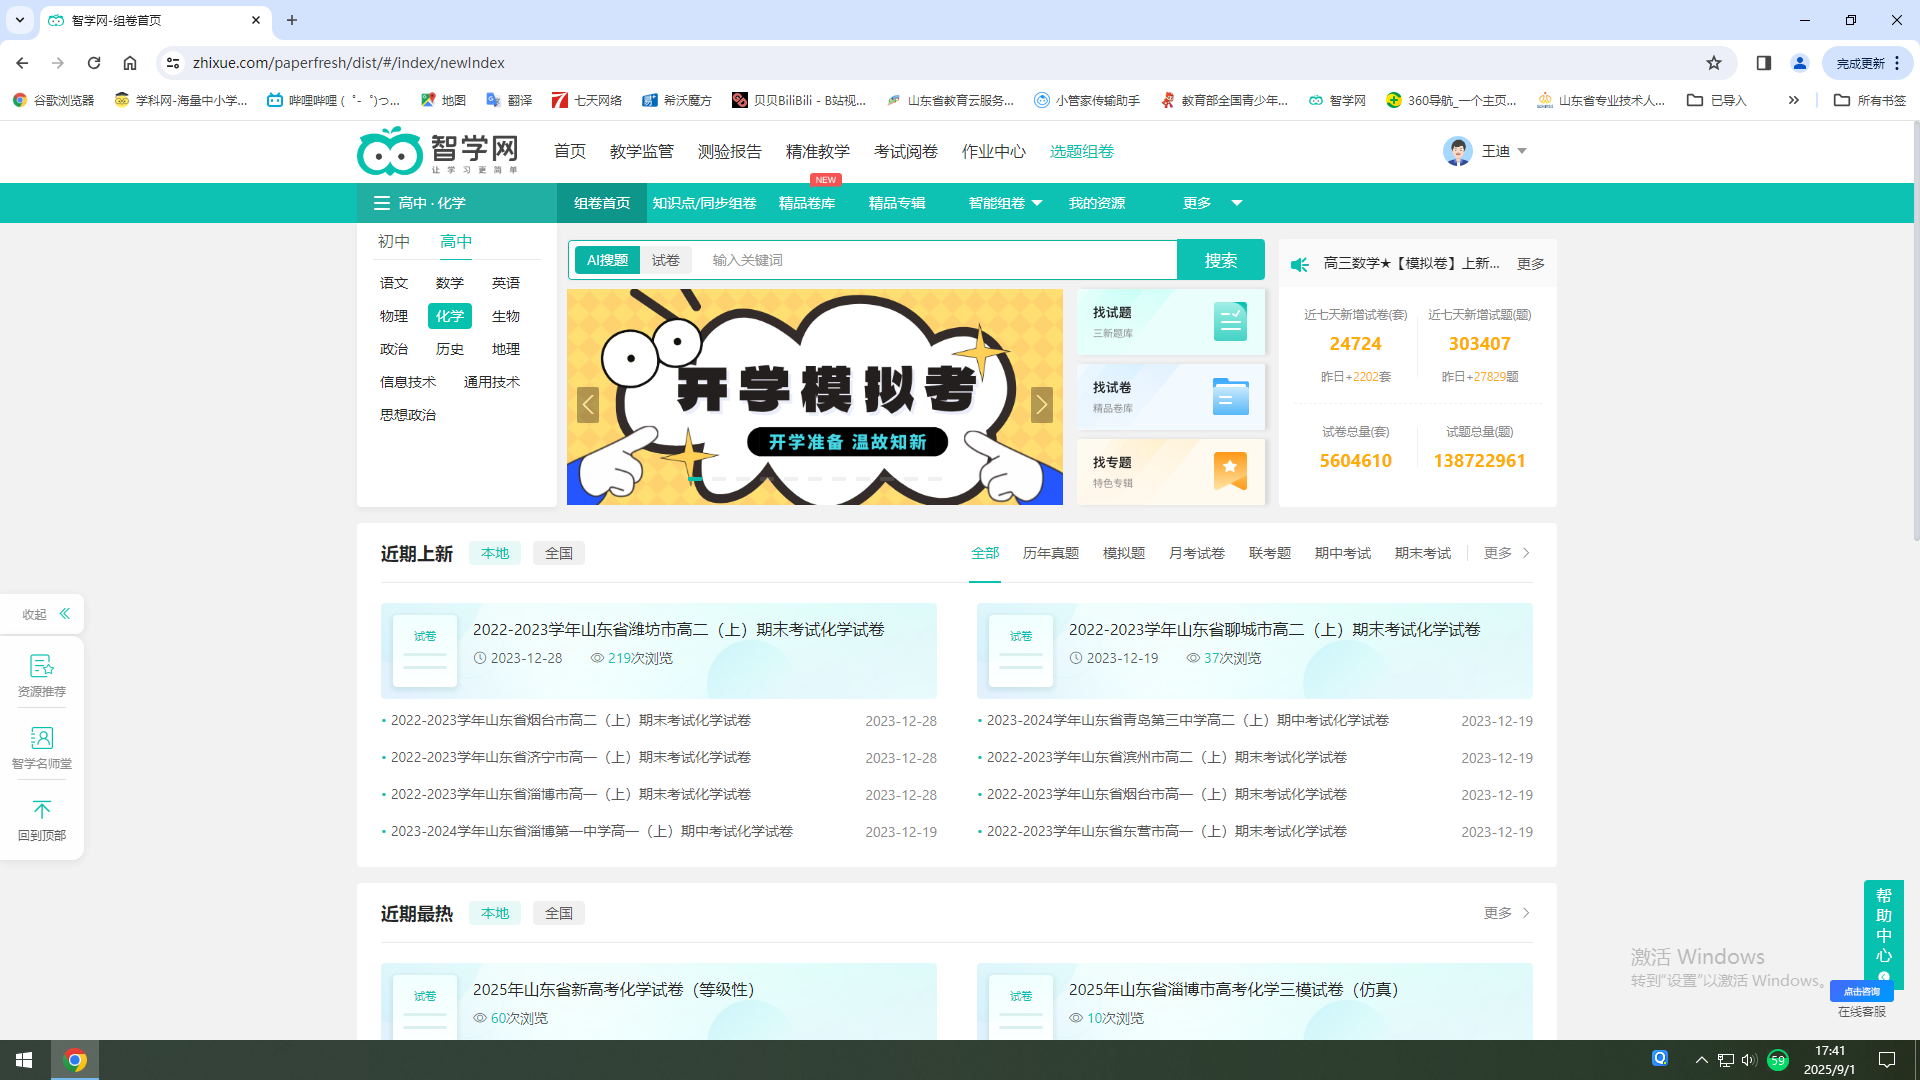 智学网-组卷首页
zhixue.com/paperfresh/dist/#/index/newIndex
完成更新
谷歌浏览器 学科网-海量中小学... 哔哩哔哩 ( ゜- ゜)つ... 地图 翻译 七天网络 希沃魔方 贝贝BiliBili - B站视... 山东省教育云服务... 小管家传输助手 教育部全国青少年... 智学网 360导航_一个主页... 山东省专业技术人... 已导入 所有书签
智学网
让学习更简单
首页 教学监管 测验报告 精准教学 考试阅卷 作业中心 选题组卷
王迪
NEW
高中 · 化学 组卷首页 知识点/同步组卷 精品卷库 精品专辑 智能组卷 我的资源 更多
初中 高中
语文 数学 英语
物理 化学 生物
政治 历史 地理
信息技术 通用技术
思想政治
AI搜题 试卷 输入关键词 搜索
开学模拟考
开学准备 温故知新
找试题
三新题库
找试卷
精品卷库
找专题
特色专辑
高三数学★【模拟卷】上新... 更多
近七天新增试卷(套) 近七天新增试题(题)
24724 303407
昨日+2202套 昨日+27829题
试卷总量(套) 试题总量(题)
5604610 138722961
近期上新 本地 全国 全部 历年真题 模拟题 月考试卷 联考题 期中考试 期末考试 更多
试卷 2022-2023学年山东省潍坊市高二（上）期末考试化学试卷
2023-12-28 219次浏览
2022-2023学年山东省烟台市高二（上）期末考试化学试卷 2023-12-28
2022-2023学年山东省济宁市高一（上）期末考试化学试卷 2023-12-28
2022-2023学年山东省淄博市高一（上）期末考试化学试卷 2023-12-28
2023-2024学年山东省淄博第一中学高一（上）期中考试化学试卷 2023-12-19
试卷 2022-2023学年山东省聊城市高二（上）期末考试化学试卷
2023-12-19 37次浏览
2023-2024学年山东省青岛第三中学高二（上）期中考试化学试卷 2023-12-19
2022-2023学年山东省滨州市高二（上）期末考试化学试卷 2023-12-19
2022-2023学年山东省烟台市高一（上）期末考试化学试卷 2023-12-19
2022-2023学年山东省东营市高一（上）期末考试化学试卷 2023-12-19
近期最热 本地 全国 更多
试卷 2025年山东省新高考化学试卷（等级性）
60次浏览
试卷 2025年山东省淄博市高考化学三模试卷（仿真）
10次浏览
收起
资源推荐
智学名师堂
回到顶部
帮助中心
点击咨询
在线客服
激活 Windows
转到“设置”以激活 Windows。
59
17:41
2025/9/1